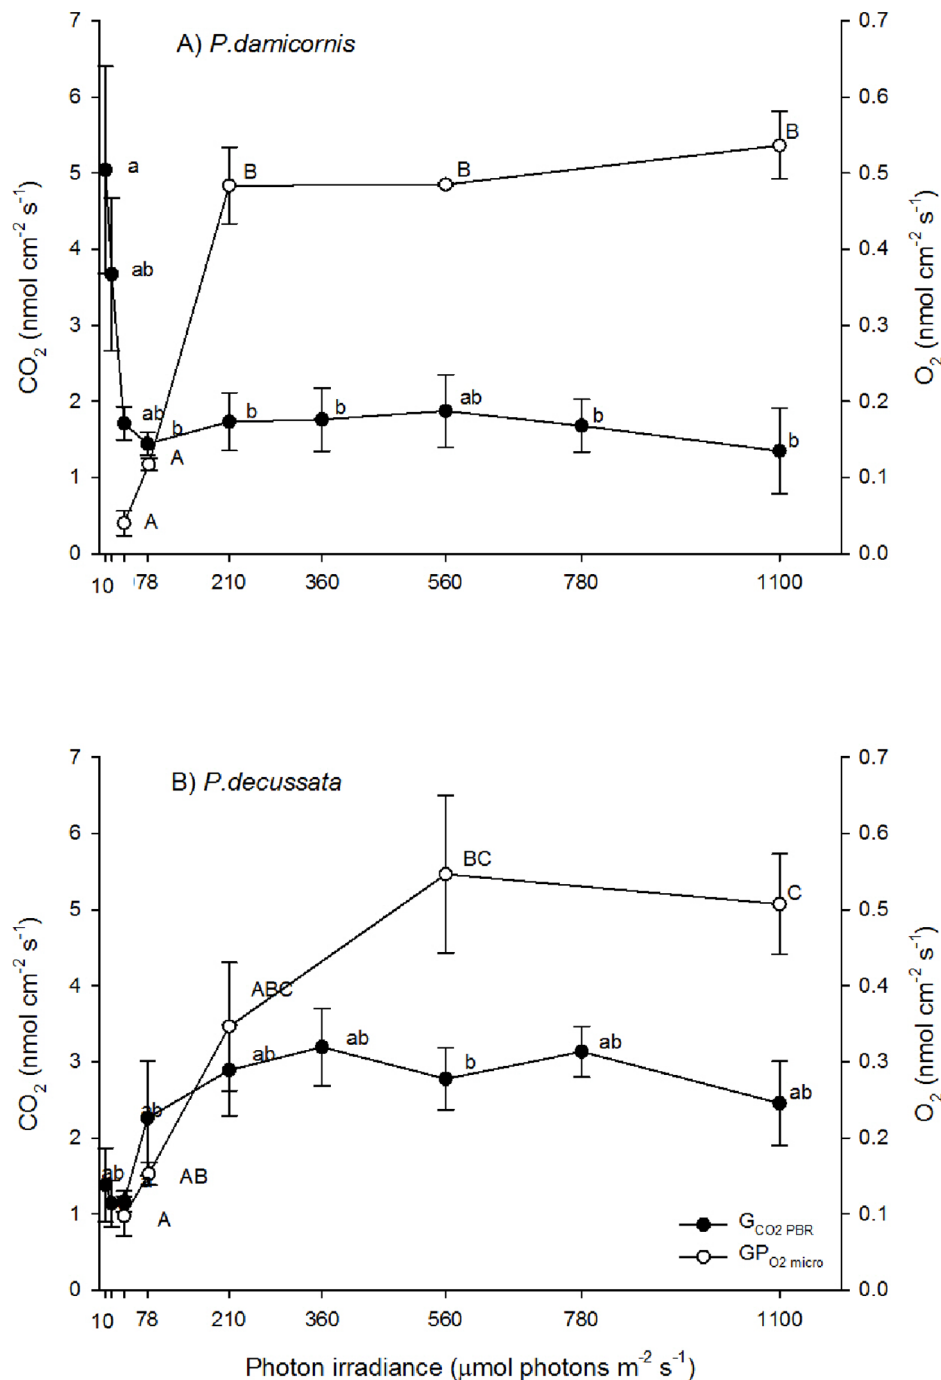 A) P.damicornis
7
6
5
4
3
2
1
0
CO2 (nmol cm-2 s-1)
0.7
0.6
0.5
0.4
0.3
0.2
0.1
0.0
O2 (nmol cm-2 s-1)
a
ab
ab
b
b
b
ab
b
b
A
A
B
B
B
10
78
210
360
560
780
1100
B) P.decussata
7
6
5
4
3
2
1
0
CO2 (nmol cm-2 s-1)
0.7
0.6
0.5
0.4
0.3
0.2
0.1
0.0
O2 (nmol cm-2 s-1)
ab
a
ab
ab
ab
b
ab
ab
A
AB
ABC
BC
C
GCO2 PBR
GPO2 micro
10
78
210
360
560
780
1100
Photon irradiance (μmol photons m-2 s-1)